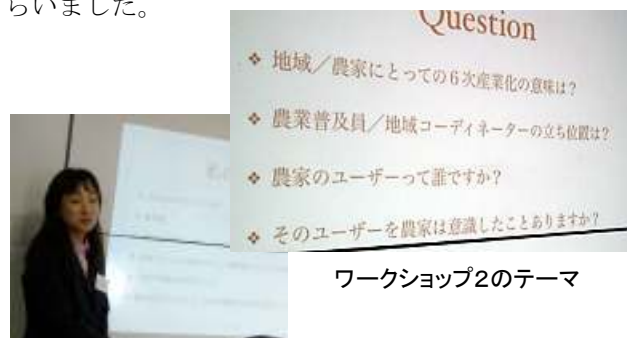 らいました。
Question
❖ 地域／農家にとっての６次産業化の意味は？
❖ 農業普及員／地域コーディネーターの立ち位置は？
❖ 農家のユーザーって誰ですか？
❖ そのユーザーを農家は意識したことありますか？
ワークショップ２のテーマ